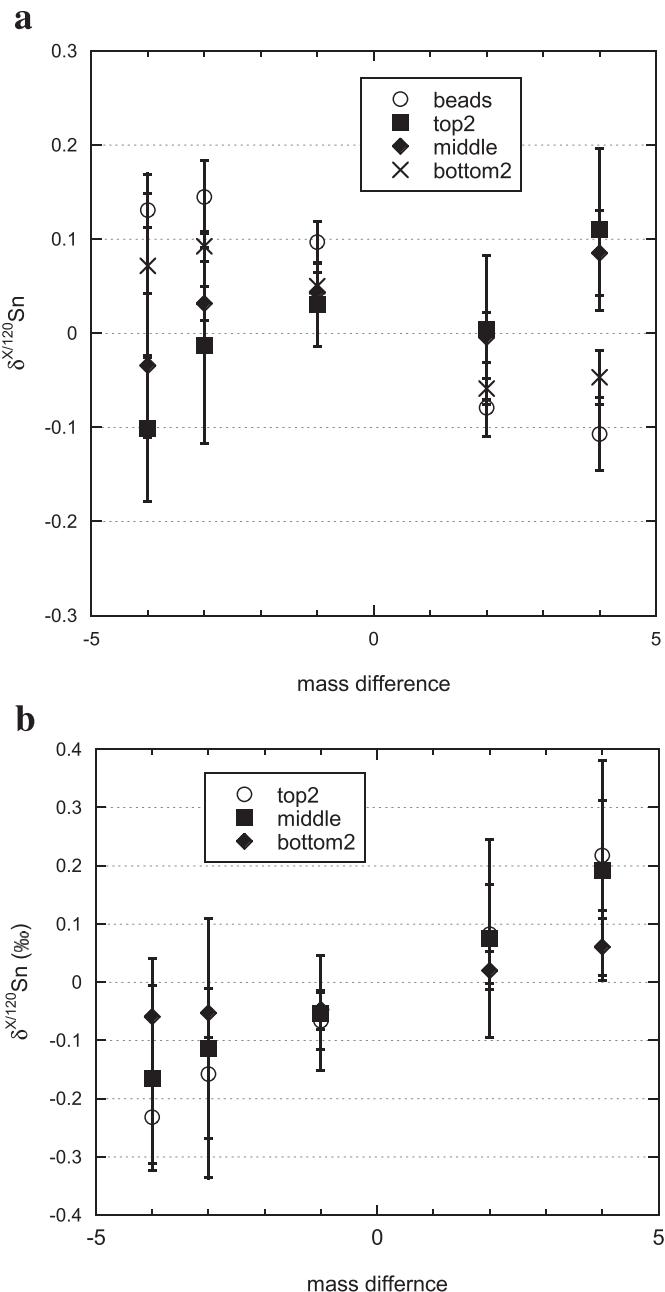 a
0.3
0.2
0.1
0
-0.1
-0.2
-0.3
δX/120Sn
beads
top2
middle
bottom2
-5
0
5
mass difference
b
0.4
0.3
0.2
0.1
0
-0.1
-0.2
-0.3
-0.4
δX/120Sn (‰)
top2
middle
bottom2
-5
0
5
mass differnce